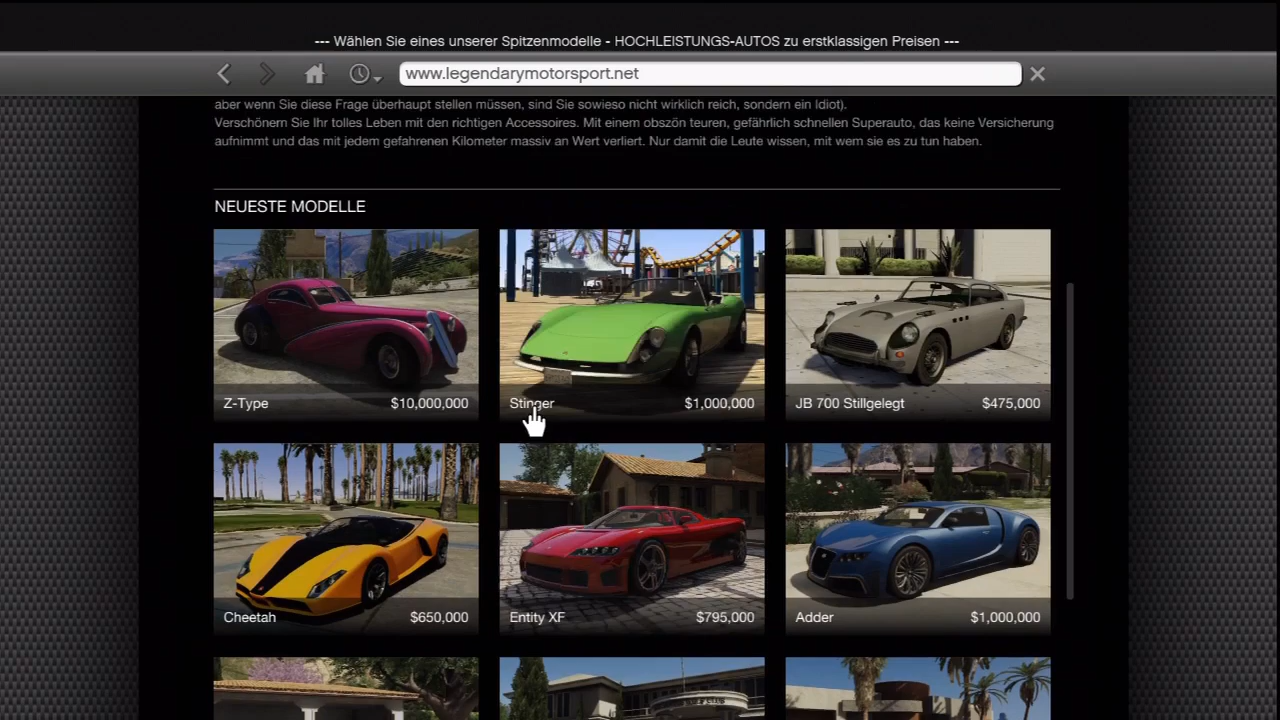 --- Wählen Sie eines unserer Spitzenmodelle - HOCHLEISTUNGS-AUTOS zu erstklassigen Preisen ---
www.legendarymotorsport.net
aber wenn Sie diese Frage überhaupt stellen müssen, sind Sie sowieso nicht wirklich reich, sondern ein Idiot).
Verschönern Sie Ihr tolles Leben mit den richtigen Accessoires. Mit einem obszön teuren, gefährlich schnellen Superauto, das keine Versicherung
aufnimmt und das mit jedem gefahrenen Kilometer massiv an Wert verliert. Nur damit die Leute wissen, mit wem sie es zu tun haben.
NEUESTE MODELLE
Z-Type $10,000,000
Stinger $1,000,000
JB 700 Stillgelegt $475,000
Cheetah $650,000
Entity XF $795,000
Adder $1,000,000